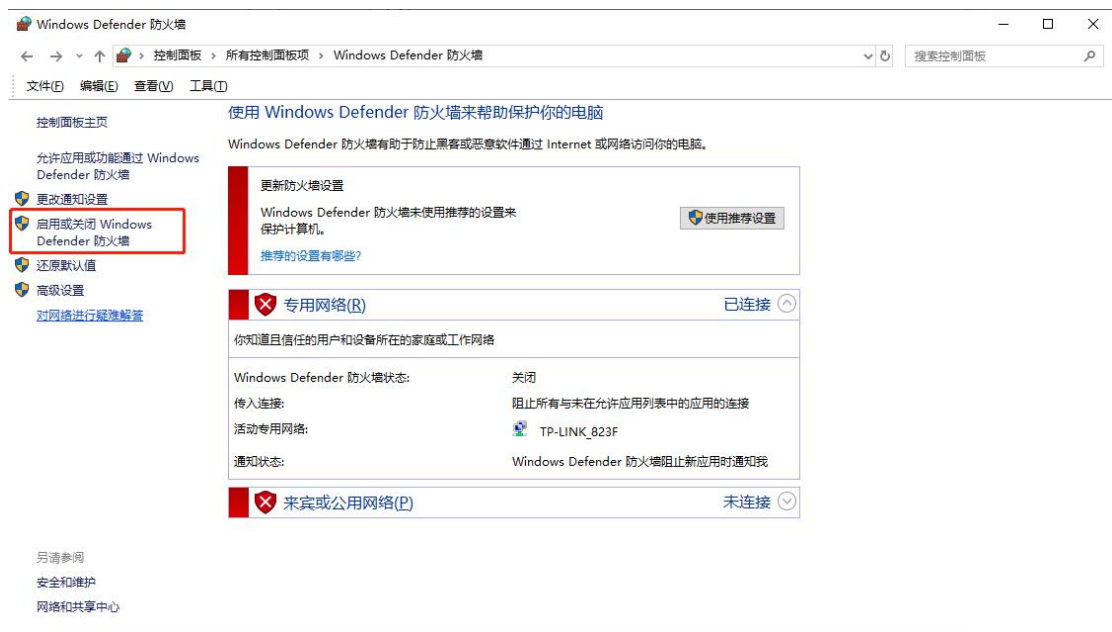 Windows Defender 防火墙
控制面板 › 所有控制面板项 › Windows Defender 防火墙
搜索控制面板
文件(F) 编辑(E) 查看(V) 工具(T)
控制面板主页
允许应用或功能通过 Windows
Defender 防火墙
更改通知设置
启用或关闭 Windows
Defender 防火墙
还原默认值
高级设置
对网络进行疑难解答
使用 Windows Defender 防火墙来帮助保护你的电脑
Windows Defender 防火墙有助于防止黑客或恶意软件通过 Internet 或网络访问你的电脑。
更新防火墙设置
Windows Defender 防火墙未使用推荐的设置来
保护计算机。
使用推荐设置
推荐的设置有哪些?
专用网络(R) 已连接
你知道且信任的用户和设备所在的家庭或工作网络
Windows Defender 防火墙状态: 关闭
传入连接: 阻止所有与未在允许应用列表中的应用的连接
活动专用网络: TP-LINK_823F
通知状态: Windows Defender 防火墙阻止新应用时通知我
来宾或公用网络(P) 未连接
另请参阅
安全和维护
网络和共享中心